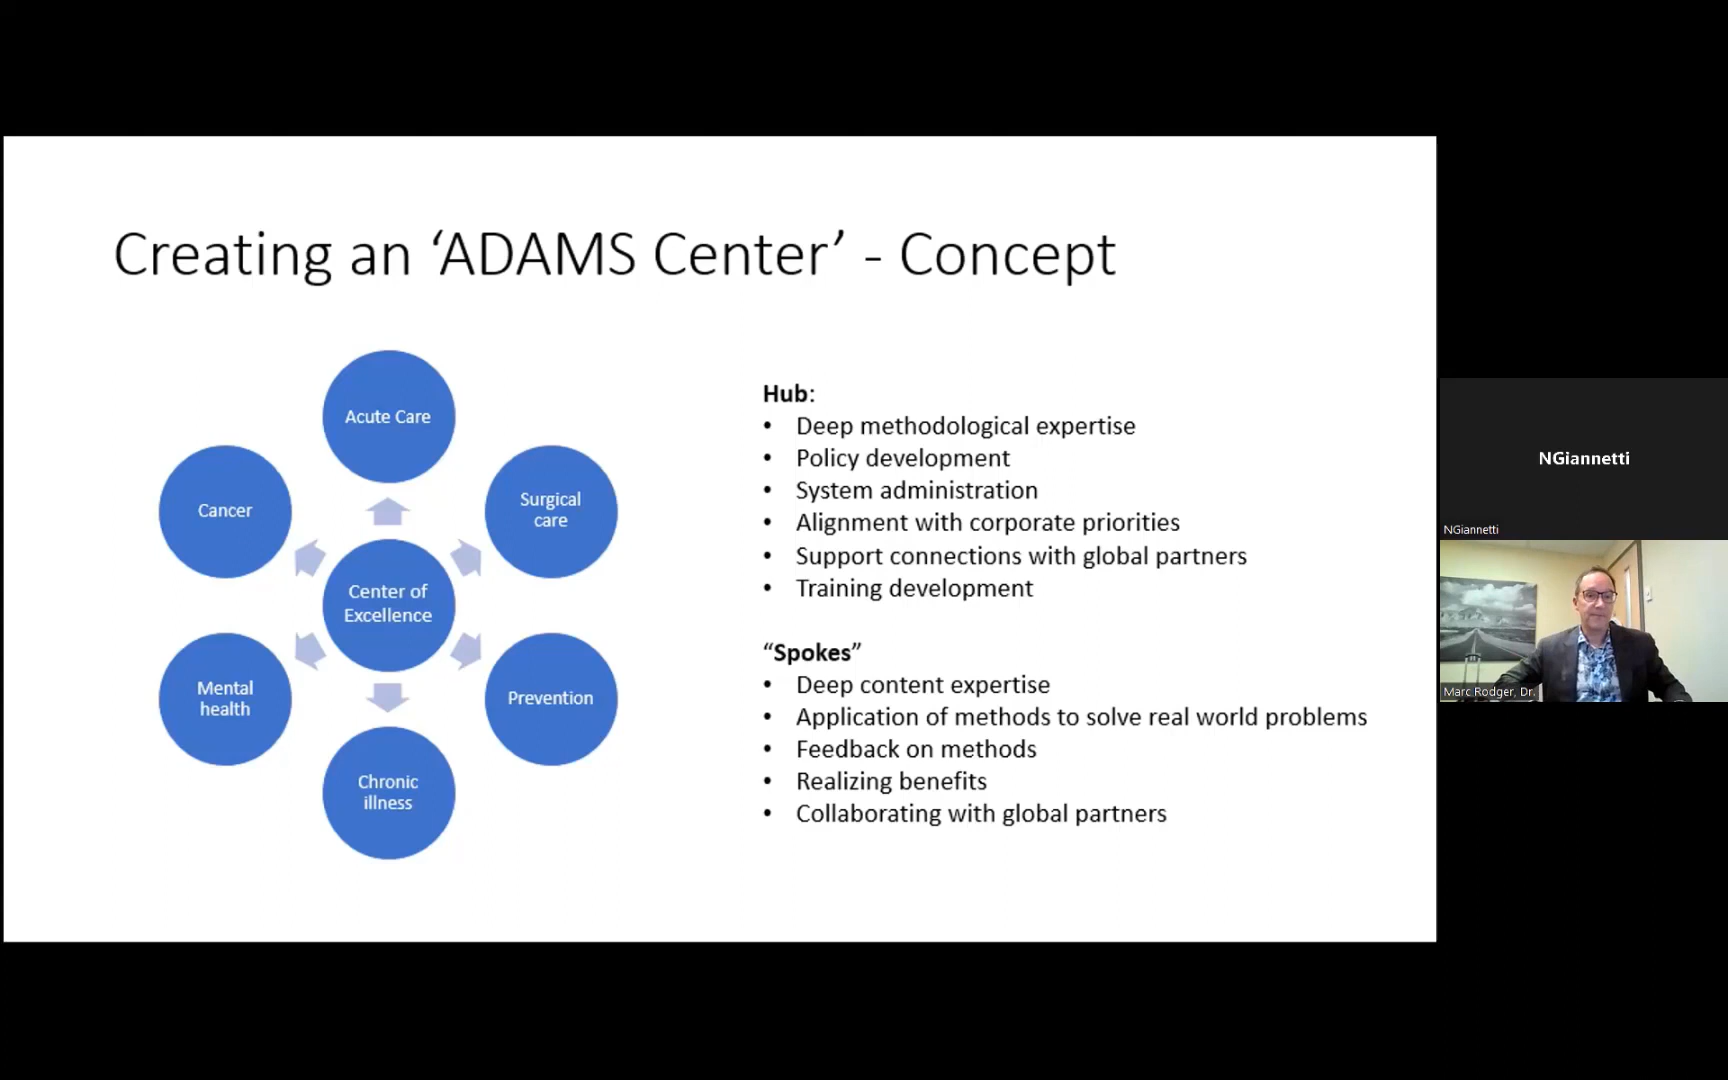 Creating an ‘ADAMS Center’ - Concept
Acute Care
Cancer
Surgical
care
Center of
Excellence
Mental
health
Prevention
Chronic
illness
Hub:
• Deep methodological expertise
• Policy development
• System administration
• Alignment with corporate priorities
• Support connections with global partners
• Training development
“Spokes”
• Deep content expertise
• Application of methods to solve real world problems
• Feedback on methods
• Realizing benefits
• Collaborating with global partners
NGiannetti
NGiannetti
Marc Rodger, Dr.